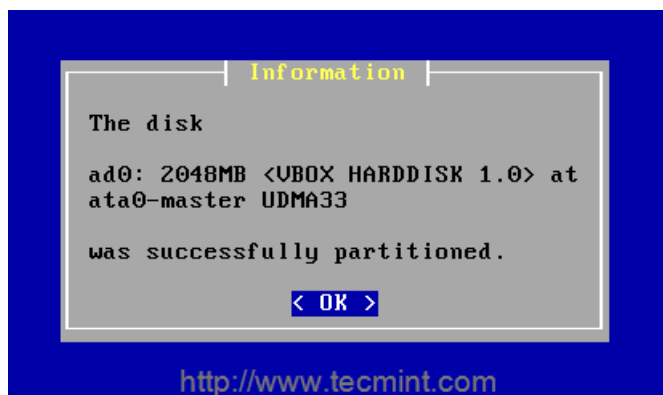 Information
The disk
ad0: 2048MB <VBOX HARDDISK 1.0> at
ata0-master UDMA33
was successfully partitioned.
< OK >
http://www.tecmint.com